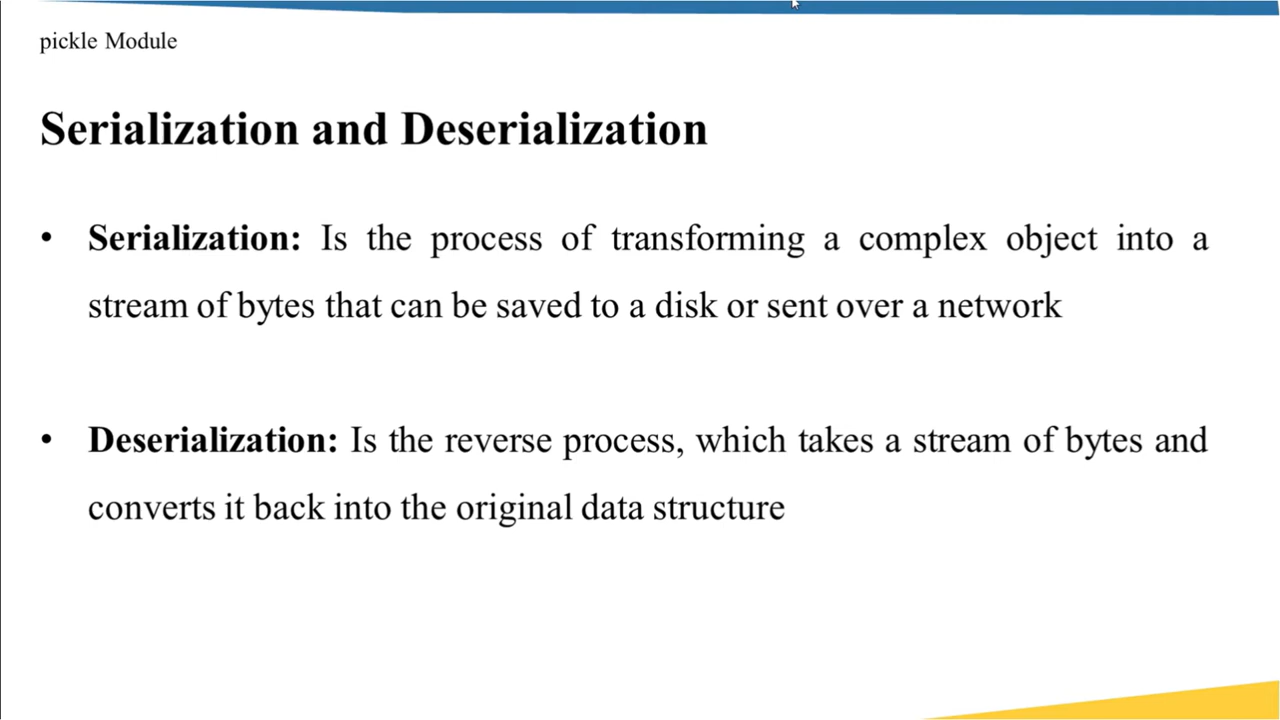 pickle Module
Serialization and Deserialization
• Serialization: Is the process of transforming a complex object into a
stream of bytes that can be saved to a disk or sent over a network
• Deserialization: Is the reverse process, which takes a stream of bytes and
converts it back into the original data structure